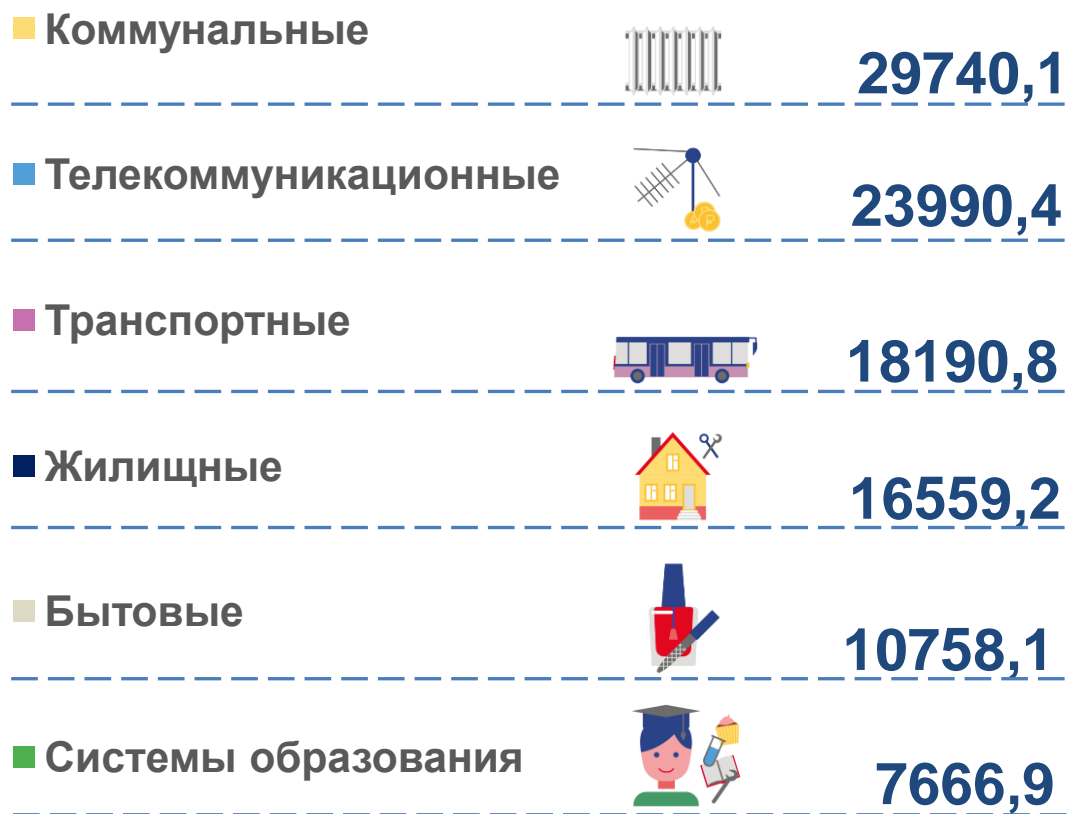 Коммунальные
29740,1
Телекоммуникационные
23990,4
Транспортные
18190,8
Жилищные
16559,2
Бытовые
10758,1
Системы образования
7666,9